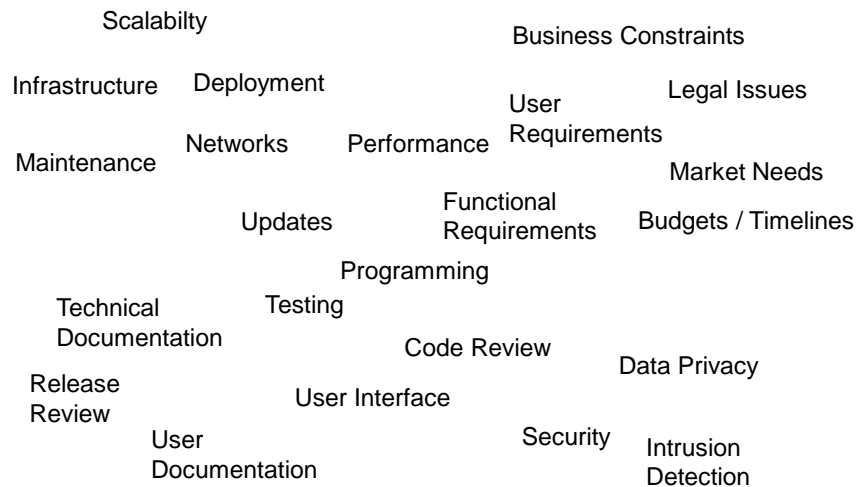 Scalabilty
Business Constraints
Infrastructure
Deployment
Legal Issues
User
Requirements
Networks
Performance
Maintenance
Market Needs
Functional
Requirements
Updates
Budgets / Timelines
Programming
Technical
Documentation
Testing
Code Review
Data Privacy
Release
Review
User Interface
User
Documentation
Security
Intrusion
Detection